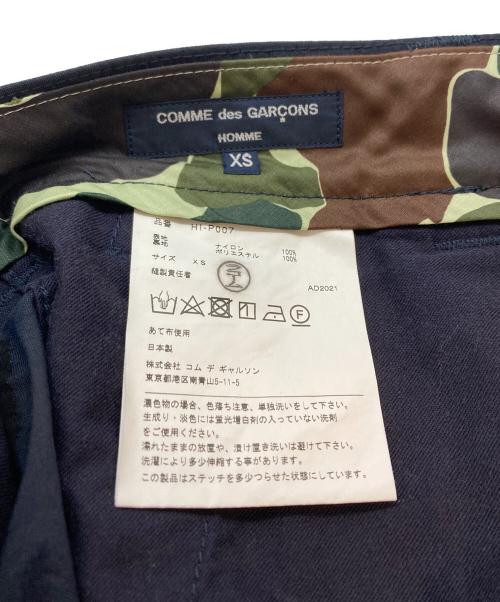 COMME des GARÇONS
HOMME
XS
品番 HI-P007
表地 ナイロン 100%
裏地 ポリエステル 100%
サイズ XS
縫製責任者
AD2021
F
あて布使用
日本製
株式会社 コム デ ギャルソン
東京都港区南青山5-11-5
濃色物の場合、色落ち注意、単独洗いをして下さい。
生成り・淡色には蛍光増白剤の入っていない洗剤
をご使用ください。
濡れたままの放置や、漬け置き洗いは避けて下さい。
洗濯により多少伸縮する事があります。
この製品はステッチを多少つらせた状態にしています。